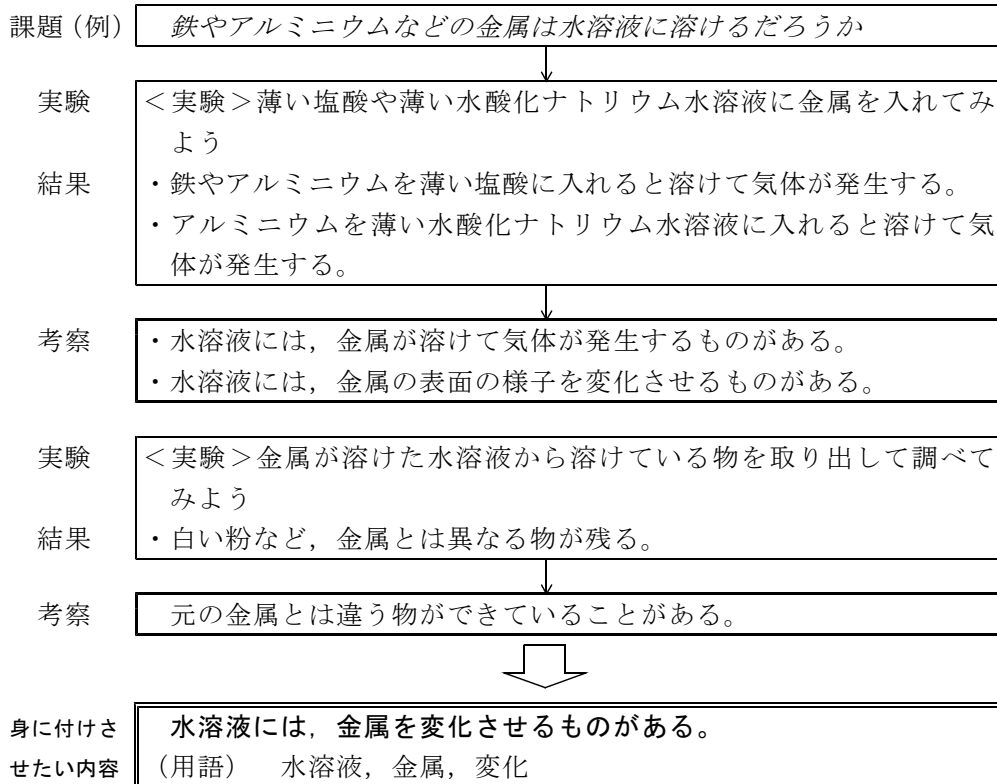 課題（例） 鉄やアルミニウムなどの金属は水溶液に溶けるだろうか
実験 ＜実験＞薄い塩酸や薄い水酸化ナトリウム水溶液に金属を入れてみ
よう
結果 ・鉄やアルミニウムを薄い塩酸に入れると溶けて気体が発生する。
・アルミニウムを薄い水酸化ナトリウム水溶液に入れると溶けて気
体が発生する。
考察 ・水溶液には，金属が溶けて気体が発生するものがある。
・水溶液には，金属の表面の様子を変化させるものがある。
実験 ＜実験＞金属が溶けた水溶液から溶けている物を取り出して調べて
みよう
結果 ・白い粉など，金属とは異なる物が残る。
考察 元の金属とは違う物ができていることがある。
身に付けさ 水溶液には，金属を変化させるものがある。
せたい内容 （用語） 水溶液，金属，変化